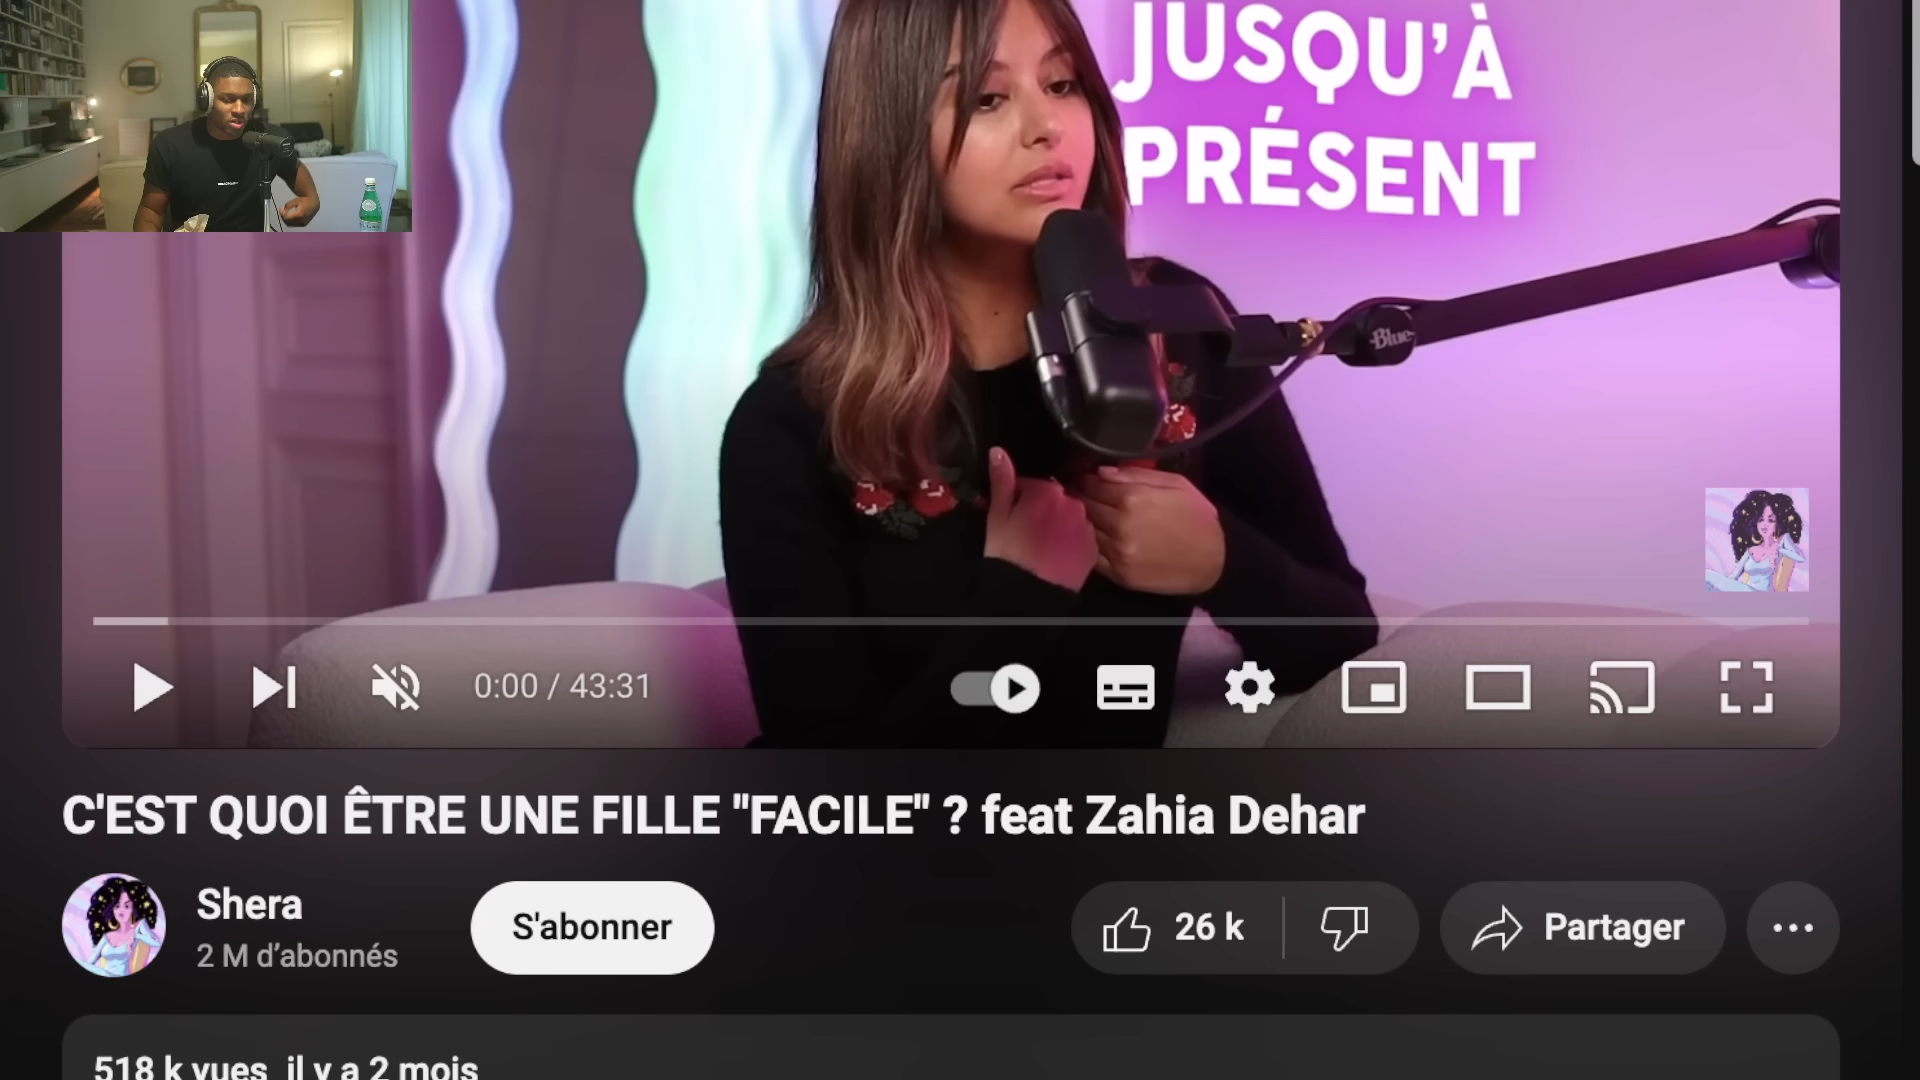 JUSQU'À
PRÉSENT
Blue
0:00 / 43:31
C'EST QUOI ÊTRE UNE FILLE "FACILE" ? feat Zahia Dehar
Shera
2 M d’abonnés
S'abonner
26 k
Partager
518 k vues il y a 2 mois